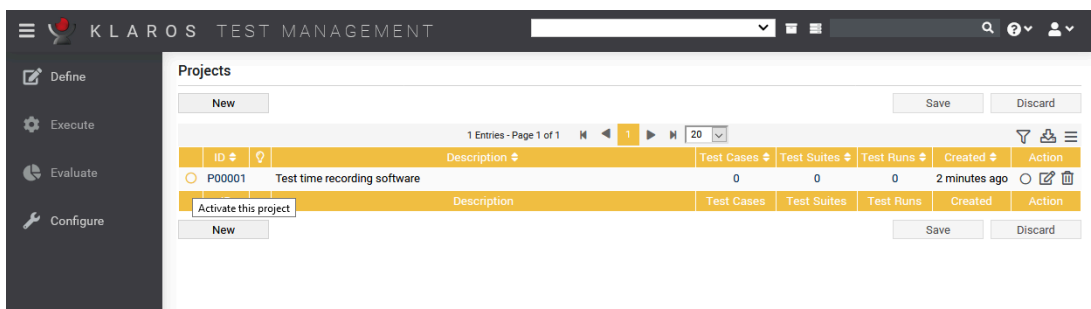 KLAROS TEST MANAGEMENT
Define
Execute
Evaluate
Configure
Projects
New Save Discard
1 Entries - Page 1 of 1 1 20
ID Description Test Cases Test Suites Test Runs Created Action
P00001 Test time recording software 0 0 0 2 minutes ago
Activate this project
Description Test Cases Test Suites Test Runs Created Action
New Save Discard